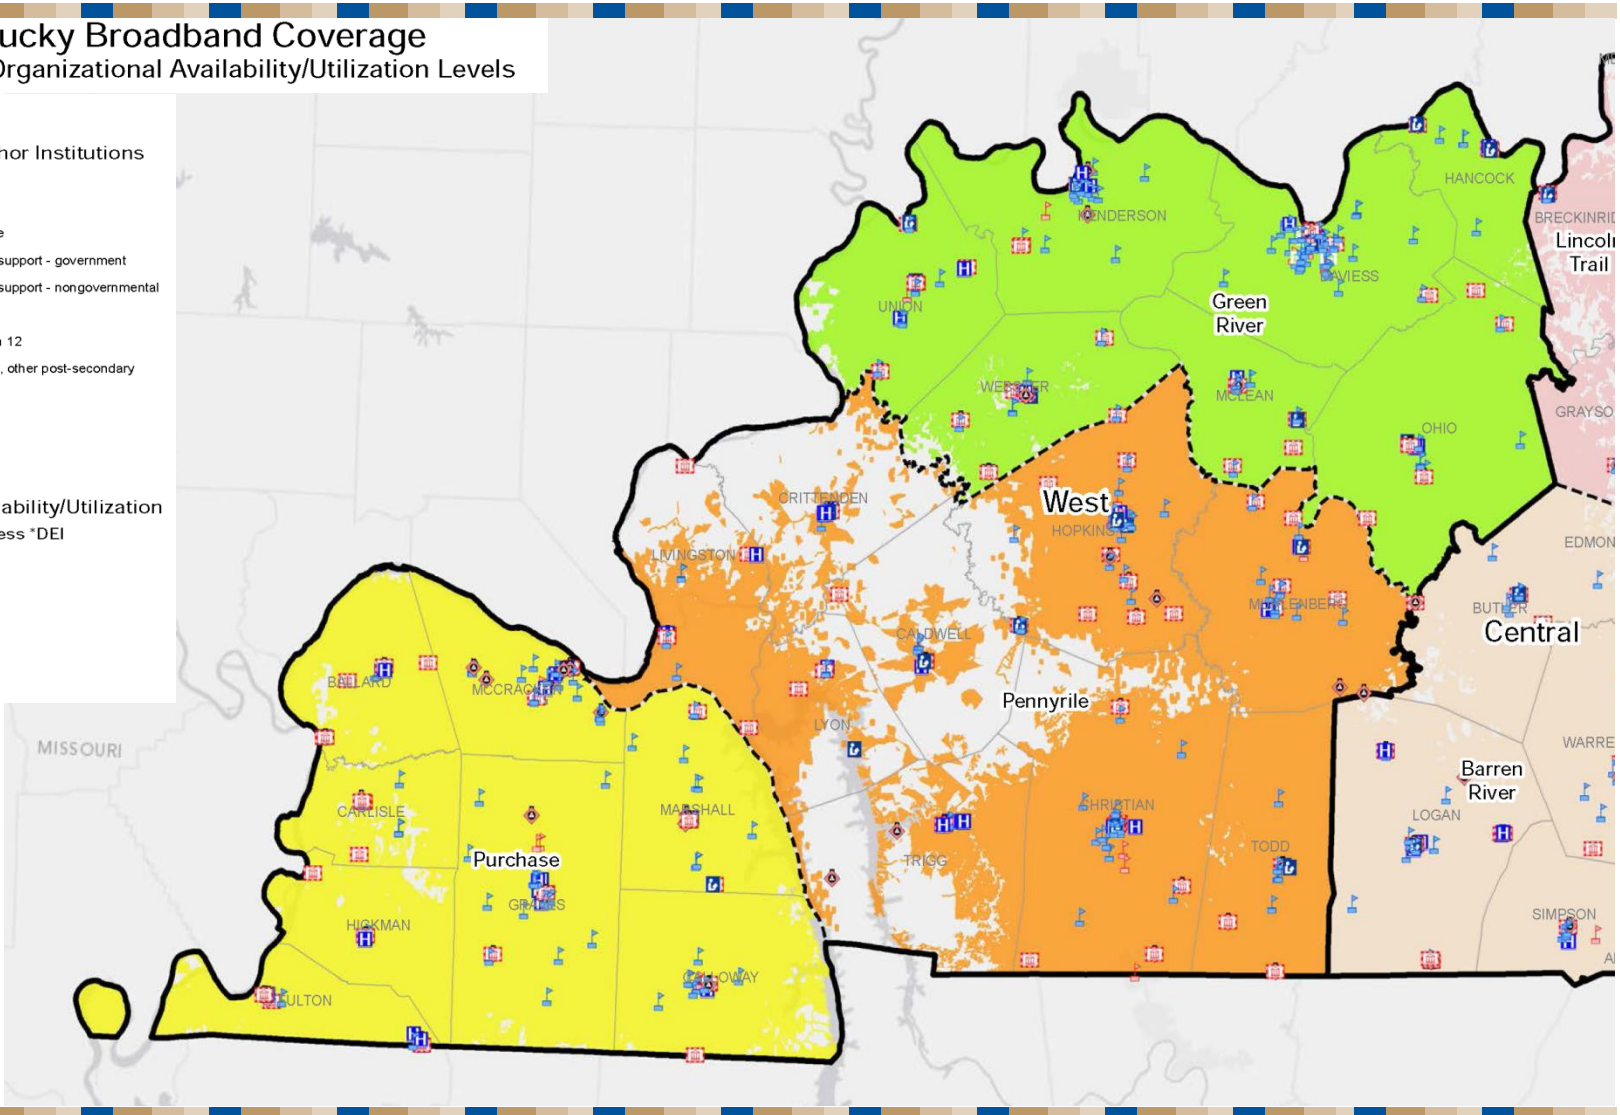 ucky Broadband Coverage
Organizational Availability/Utilization Levels
hor Institutions
e
support - government
support - nongovernmental
12
, other post-secondary
ability/Utilization
ess *DEI
HANCOCK
BRECKINRID
Lincoln
Trail
HENDERSON
DAVIESS
UNION
Green
River
WEBSTER
MCLEAN
GRAYSO
OHIO
CRITTENDEN
West
HOPKINS
LIVINGSTON
EDMON
MUHLENBERG
BUTLER
Central
CALDWELL
BALLARD
MCCRACKEN
Pennyrile
LYON
MISSOURI
WARRE
Barren
River
CARLISLE
MARSHALL
CHRISTIAN
LOGAN
TODD
Purchase
TRIGG
GRAVES
HICKMAN
SIMPSON
CALLOWAY
FULTON
A